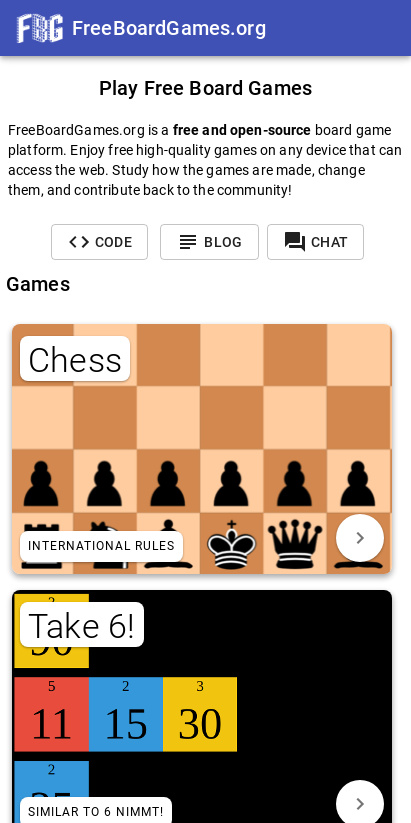 FBG FreeBoardGames.org
Play Free Board Games
FreeBoardGames.org is a free and open-source board game
platform. Enjoy free high-quality games on any device that can
access the web. Study how the games are made, change
them, and contribute back to the community!
CODE BLOG CHAT
Games
Chess
INTERNATIONAL RULES
Take 6!
5 2 3
11 15 30
2
SIMILAR TO 6 NIMMT!